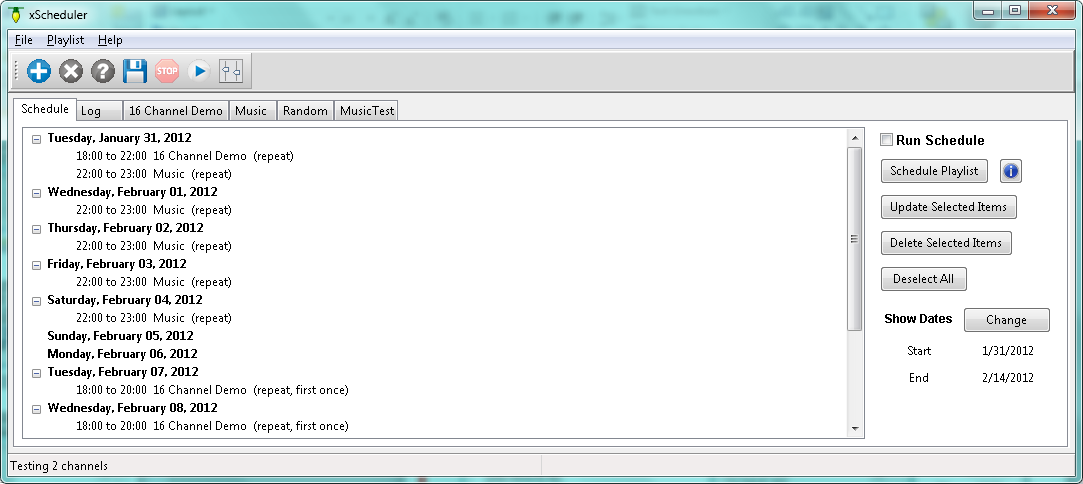 xScheduler
File Playlist Help
STOP
Schedule Log 16 Channel Demo Music Random MusicTest
Tuesday, January 31, 2012
18:00 to 22:00 16 Channel Demo (repeat)
22:00 to 23:00 Music (repeat)
Wednesday, February 01, 2012
22:00 to 23:00 Music (repeat)
Thursday, February 02, 2012
22:00 to 23:00 Music (repeat)
Friday, February 03, 2012
22:00 to 23:00 Music (repeat)
Saturday, February 04, 2012
22:00 to 23:00 Music (repeat)
Sunday, February 05, 2012
Monday, February 06, 2012
Tuesday, February 07, 2012
18:00 to 20:00 16 Channel Demo (repeat, first once)
Wednesday, February 08, 2012
18:00 to 20:00 16 Channel Demo (repeat, first once)
Run Schedule
Schedule Playlist
Update Selected Items
Delete Selected Items
Deselect All
Show Dates Change
Start 1/31/2012
End 2/14/2012
Testing 2 channels